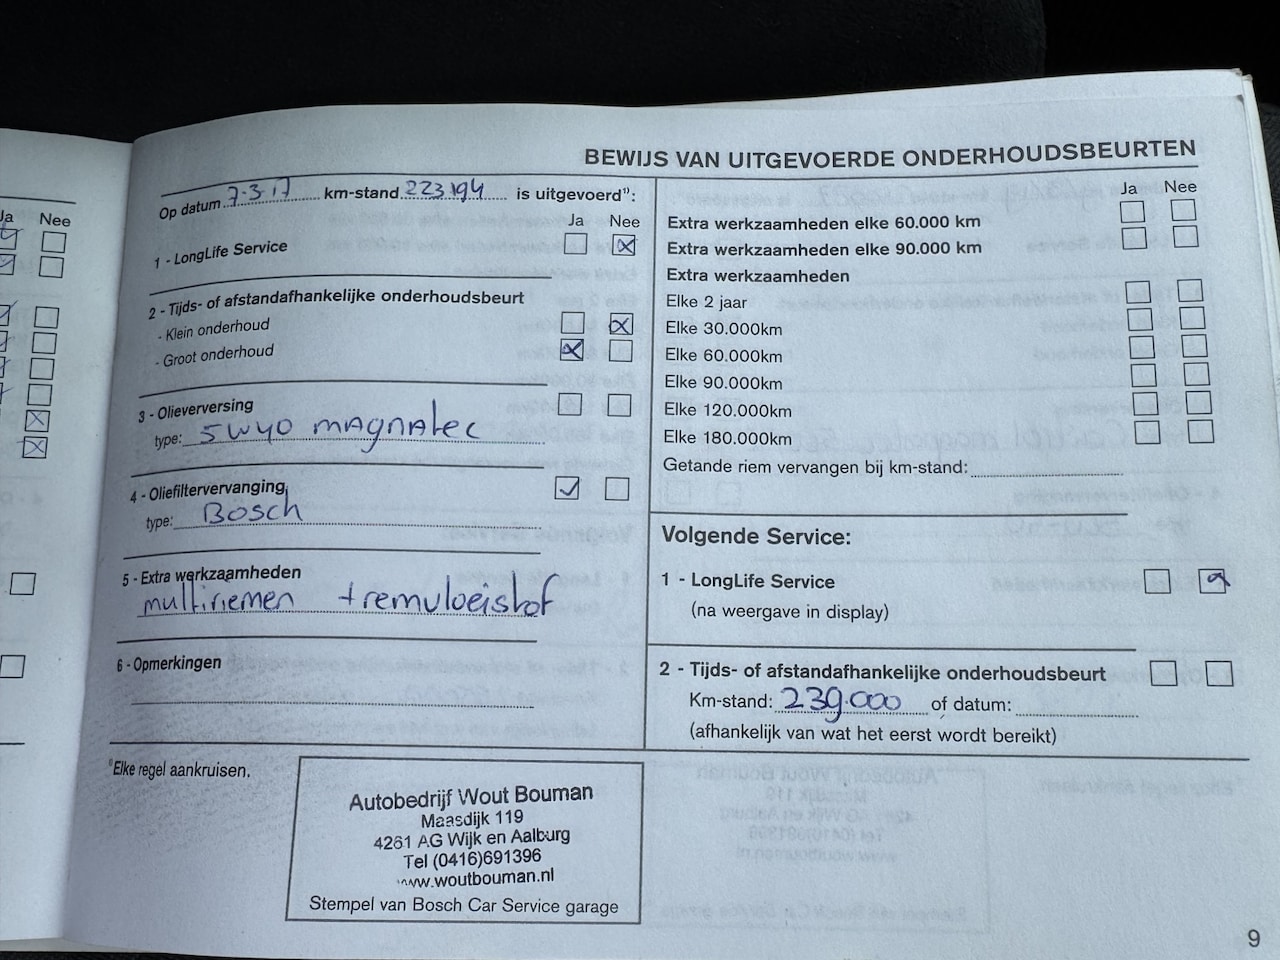 Ja Nee
BEWIJS VAN UITGEVOERDE ONDERHOUDSBEURTEN
Op datum 7-3-17 km-stand 223194 is uitgevoerd¹⁾:
Ja Nee
1 - LongLife Service
2 - Tijds- of afstandafhankelijke onderhoudsbeurt
- Klein onderhoud
- Groot onderhoud
3 - Olieverversing
type: 5W40 magnatec
4 - Oliefiltervervanging
type: Bosch
5 - Extra werkzaamheden
multiriemen + remvloeistof
6 - Opmerkingen
Ja Nee
Extra werkzaamheden elke 60.000 km
Extra werkzaamheden elke 90.000 km
Extra werkzaamheden
Elke 2 jaar
Elke 30.000km
Elke 60.000km
Elke 90.000km
Elke 120.000km
Elke 180.000km
Getande riem vervangen bij km-stand:
Volgende Service:
1 - LongLife Service
(na weergave in display)
2 - Tijds- of afstandafhankelijke onderhoudsbeurt
Km-stand: 239.000 of datum:
(afhankelijk van wat het eerst wordt bereikt)
¹⁾Elke regel aankruisen.
Autobedrijf Wout Bouman
Maasdijk 119
4261 AG Wijk en Aalburg
Tel (0416)691396
www.woutbouman.nl
Stempel van Bosch Car Service garage
9